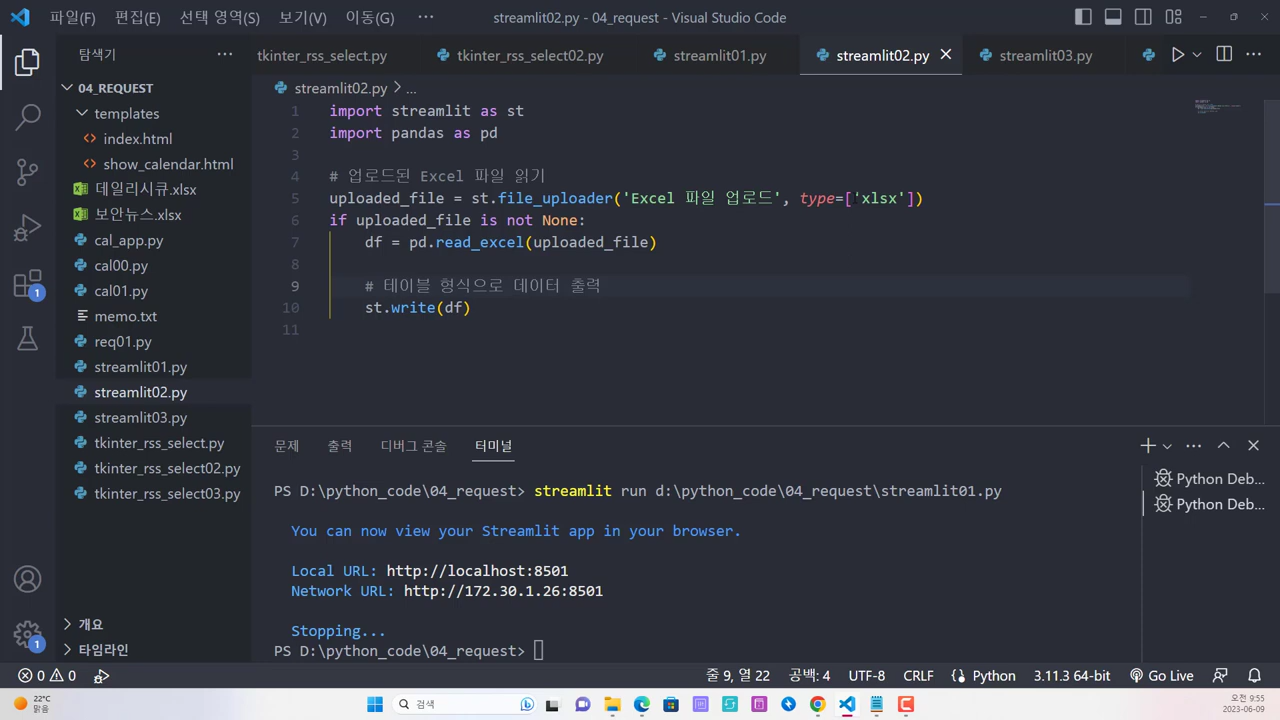 파일(F) 편집(E) 선택 영역(S) 보기(V) 이동(G) ··· streamlit02.py - 04_request - Visual Studio Code
탐색기 ···
tkinter_rss_select.py tkinter_rss_select02.py streamlit01.py streamlit02.py streamlit03.py ···
04_REQUEST
templates
index.html
show_calendar.html
데일리시큐.xlsx
보안뉴스.xlsx
cal_app.py
cal00.py
cal01.py
memo.txt
req01.py
streamlit01.py
streamlit02.py
streamlit03.py
tkinter_rss_select.py
tkinter_rss_select02.py
tkinter_rss_select03.py
개요
타임라인
1
1
streamlit02.py > ...
1 import streamlit as st
2 import pandas as pd
3
4 # 업로드된 Excel 파일 읽기
5 uploaded_file = st.file_uploader('Excel 파일 업로드', type=['xlsx'])
6 if uploaded_file is not None:
7 df = pd.read_excel(uploaded_file)
8
9 # 테이블 형식으로 데이터 출력
10 st.write(df)
11
문제 출력 디버그 콘솔 터미널 ···
PS D:\python_code\04_request> streamlit run d:\python_code\04_request\streamlit01.py
You can now view your Streamlit app in your browser.
Local URL: http://localhost:8501
Network URL: http://172.30.1.26:8501
Stopping...
PS D:\python_code\04_request>
Python Deb...
Python Deb...
0 0 줄 9, 열 22 공백: 4 UTF-8 CRLF Python 3.11.3 64-bit Go Live
22°C
맑음
검색
오전 9:55
2023-06-09